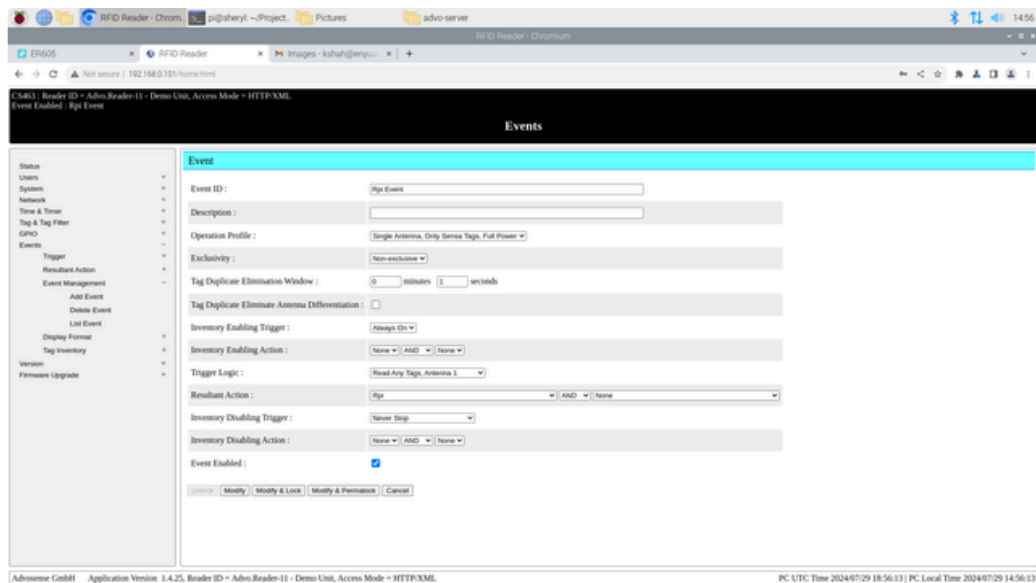 RFID Reader - Chrom.. pi@sheryl: ~/Project.. Pictures advo-server 14:56
RFID Reader - Chromium
ER605 RFID Reader Images - kshah@enyu
Not secure | 192.168.0.101/home.html
CS463 : Reader ID = Advo.Reader-11 - Demo Unit, Access Mode = HTTP/XML
Event Enabled : Rpi Event
Events
Status
Users +
System +
Network +
Time & Timer +
Tag & Tag Filter +
GPIO +
Events −
Trigger +
Resultant Action +
Event Management −
Add Event
Delete Event
List Event
Display Format +
Tag Inventory +
Version +
Firmware Upgrade +
Event
Event ID : Rpi Event
Description :
Operation Profile : Single Antenna, Only Sensa Tags, Full Power
Exclusivity : Non-exclusive
Tag Duplicate Elimination Window : 0 minutes 1 seconds
Tag Duplicate Eliminate Antenna Differentiation :
Inventory Enabling Trigger : Always On
Inventory Enabling Action : None AND None
Trigger Logic : Read Any Tags, Antenna 1
Resultant Action : Rpi AND None
Inventory Disabling Trigger : Never Stop
Inventory Disabling Action : None AND None
Event Enabled :
Unlock Modify Modify & Lock Modify & Permalock Cancel
Advosense GmbH Application Version 1.4.25, Reader ID = Advo.Reader-11 - Demo Unit, Access Mode = HTTP/XML PC UTC Time 2024/07/29 18:56:13 | PC Local Time 2024/07/29 14:56:13